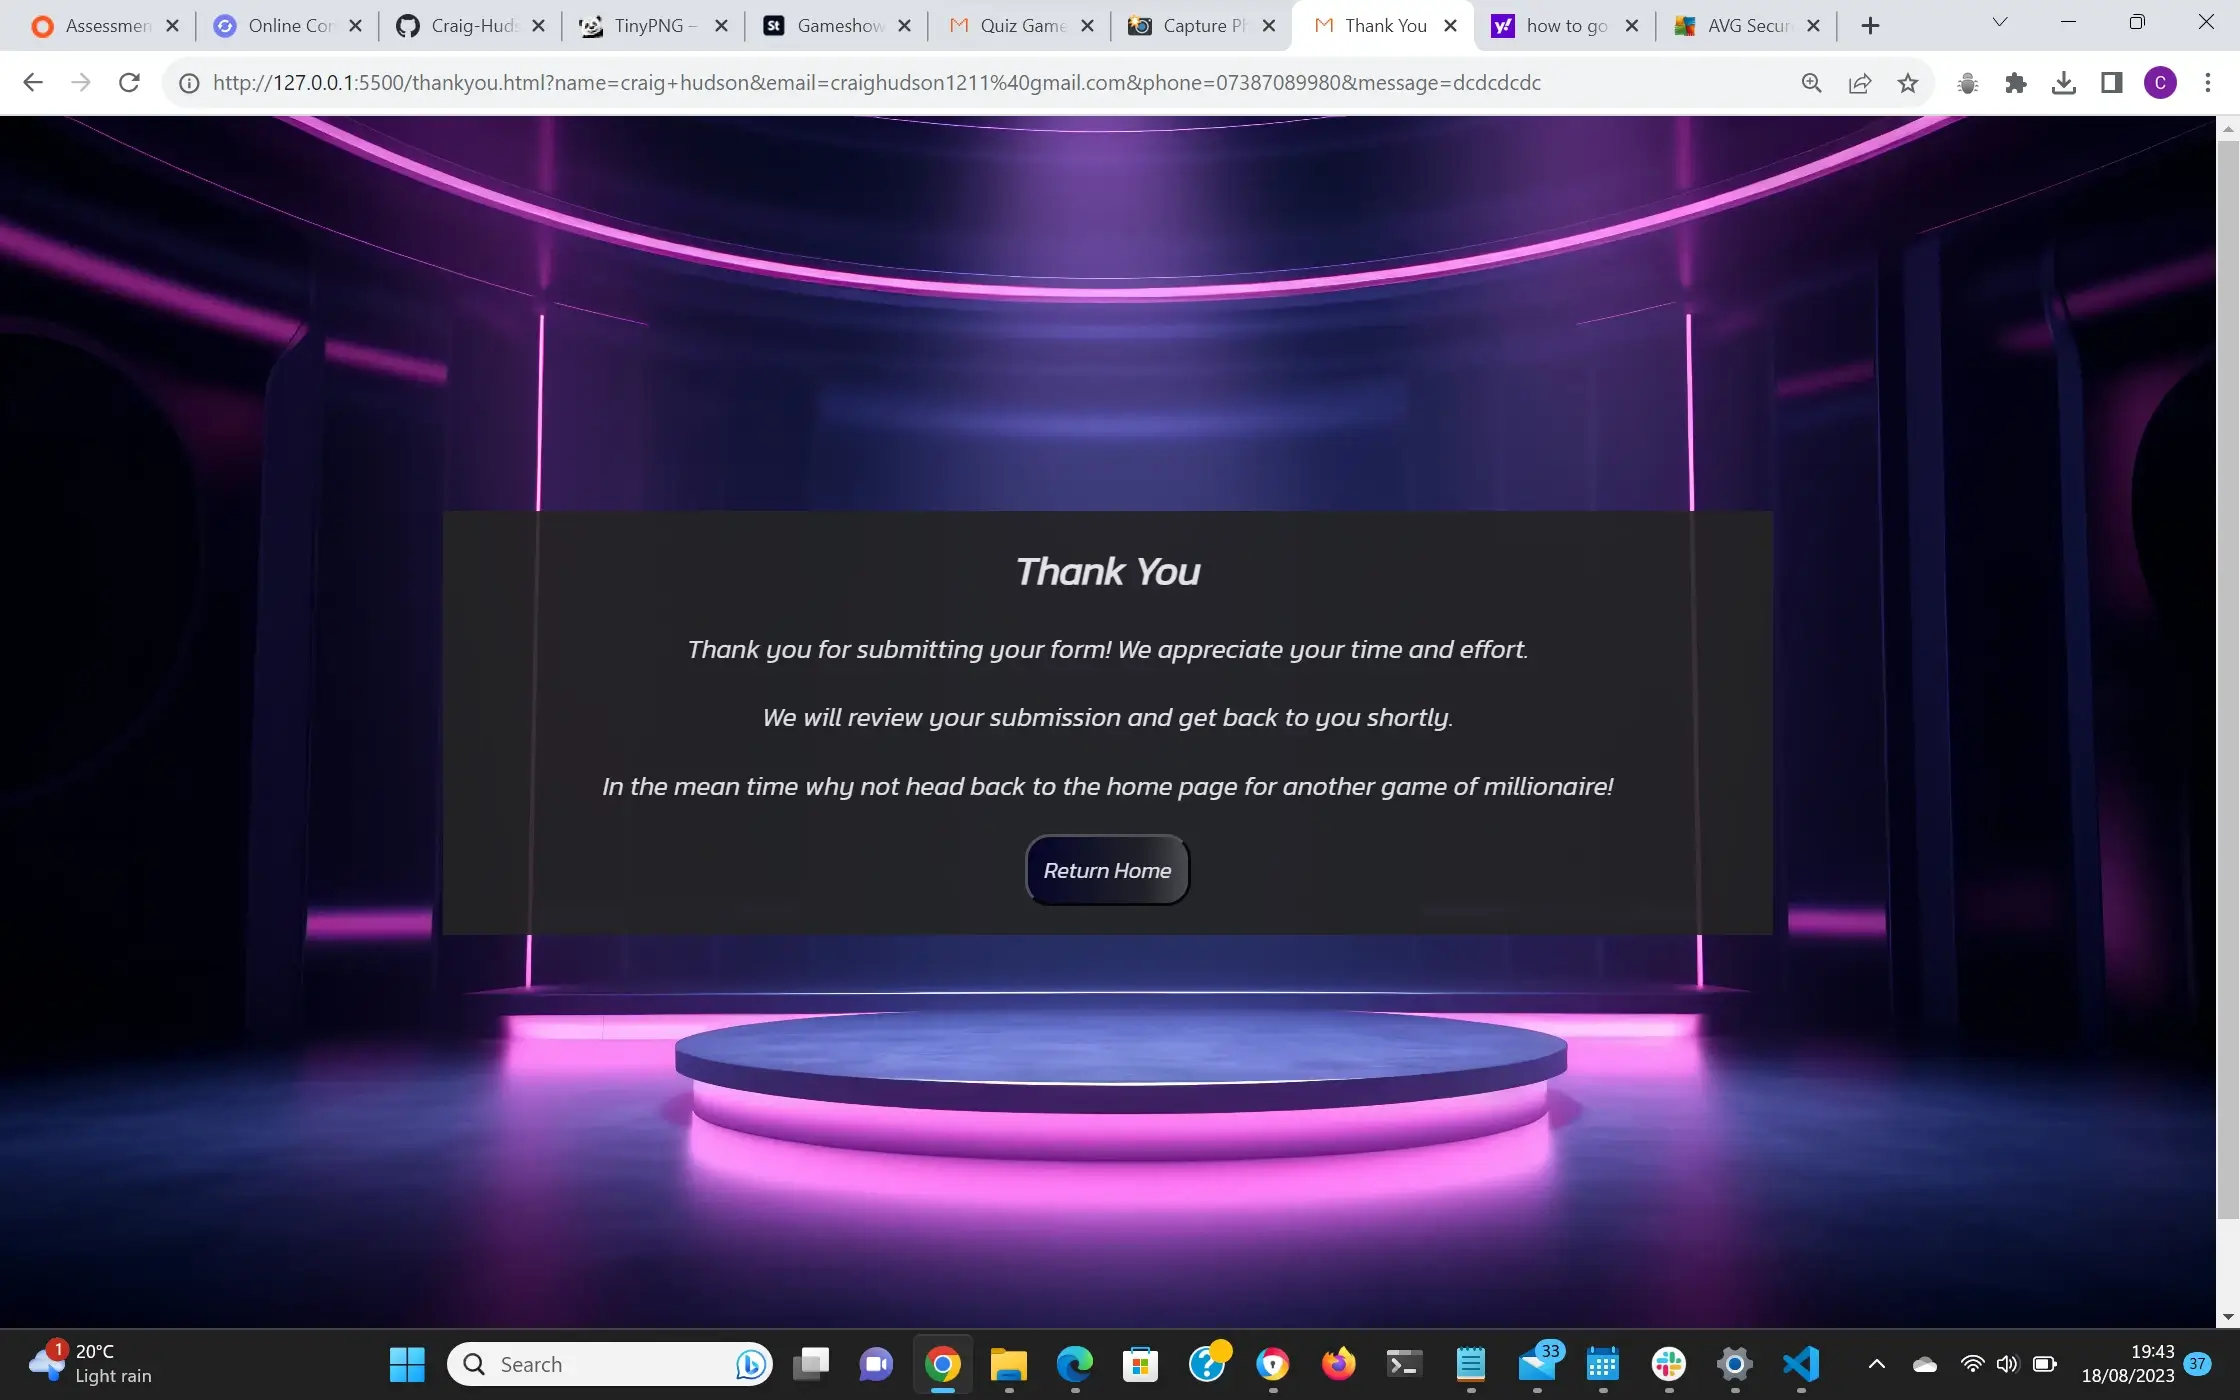 Assessmen
Online Con
Craig-Huds
TinyPNG –
Gameshow
Quiz Game
Capture Ph
Thank You
how to go
AVG Secur
http://127.0.0.1:5500/thankyou.html?name=craig+hudson&email=craighudson1211%40gmail.com&phone=07387089980&message=dcdcdcdc
C
Thank You
Thank you for submitting your form! We appreciate your time and effort.
We will review your submission and get back to you shortly.
In the mean time why not head back to the home page for another game of millionaire!
Return Home
1
20°C
Light rain
Search
33
19:43
18/08/2023
37